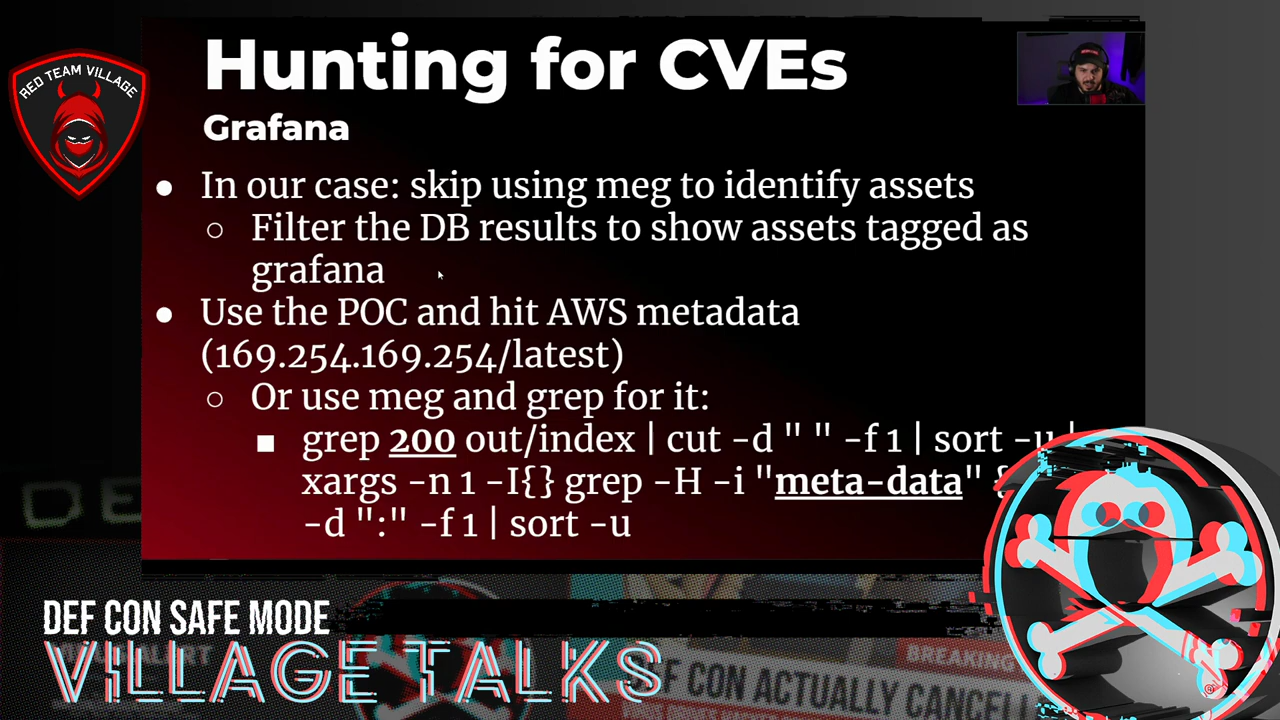 Hunting for CVEs
RED TEAM VILLAGE
Grafana
● In our case: skip using meg to identify assets
○ Filter the DB results to show assets tagged as
grafana
● Use the POC and hit AWS metadata
(169.254.169.254/latest)
○ Or use meg and grep for it:
■ grep 200 out/index | cut -d " " -f 1 | sort -u |
xargs -n 1 -I{} grep -H -i "meta-data" {
-d ":" -f 1 | sort -u
DEF CON SAFE MODE
VILLAGE TALKS
BREAKING
DEF CON ACTUALLY CANCELL